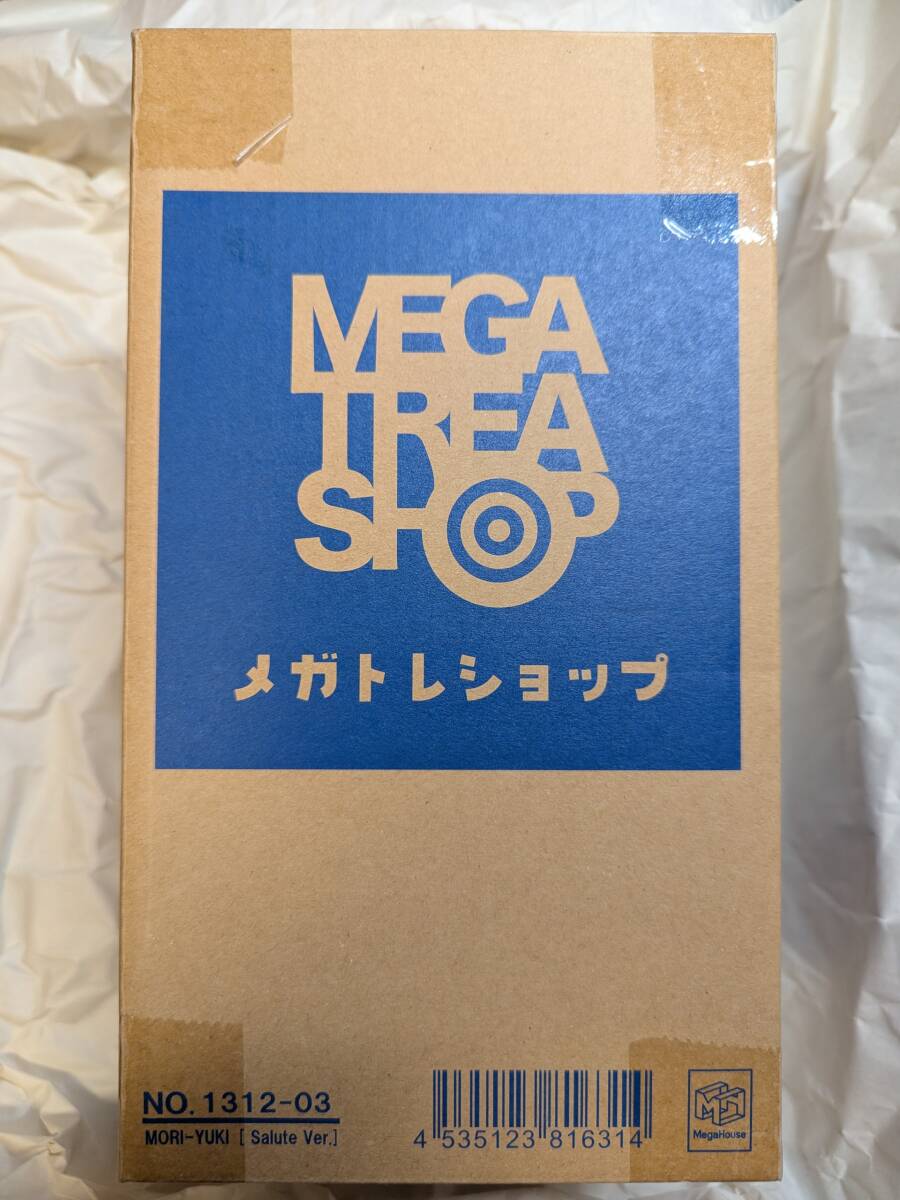 MEGA
TREA
SHOP
メガトレショップ
NO. 1312-03
MORI-YUKI [ Salute Ver.]
4 535123 816314
MegaHouse